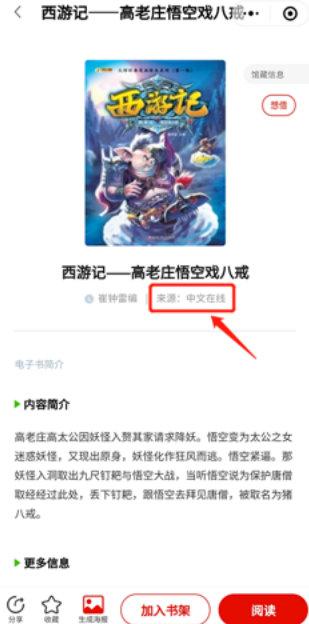 西游记——高老庄悟空戏八戒
馆藏信息
想借
西游记
西游记——高老庄悟空戏八戒
崔钟雷编 | 来源：中文在线
电子书简介
内容简介
高老庄高太公因妖怪入赘其家请求降妖。悟空变为太公之女
迷惑妖怪，又现出原身，妖怪化作狂风而逃。悟空紧逼。那
妖怪入洞取出九尺钉耙与悟空大战，当听悟空说为保护唐僧
取经经过此处，丢下钉耙，跟悟空去拜见唐僧，被取名为猪
八戒。
更多信息
分享
收藏
生成海报
加入书架
阅读